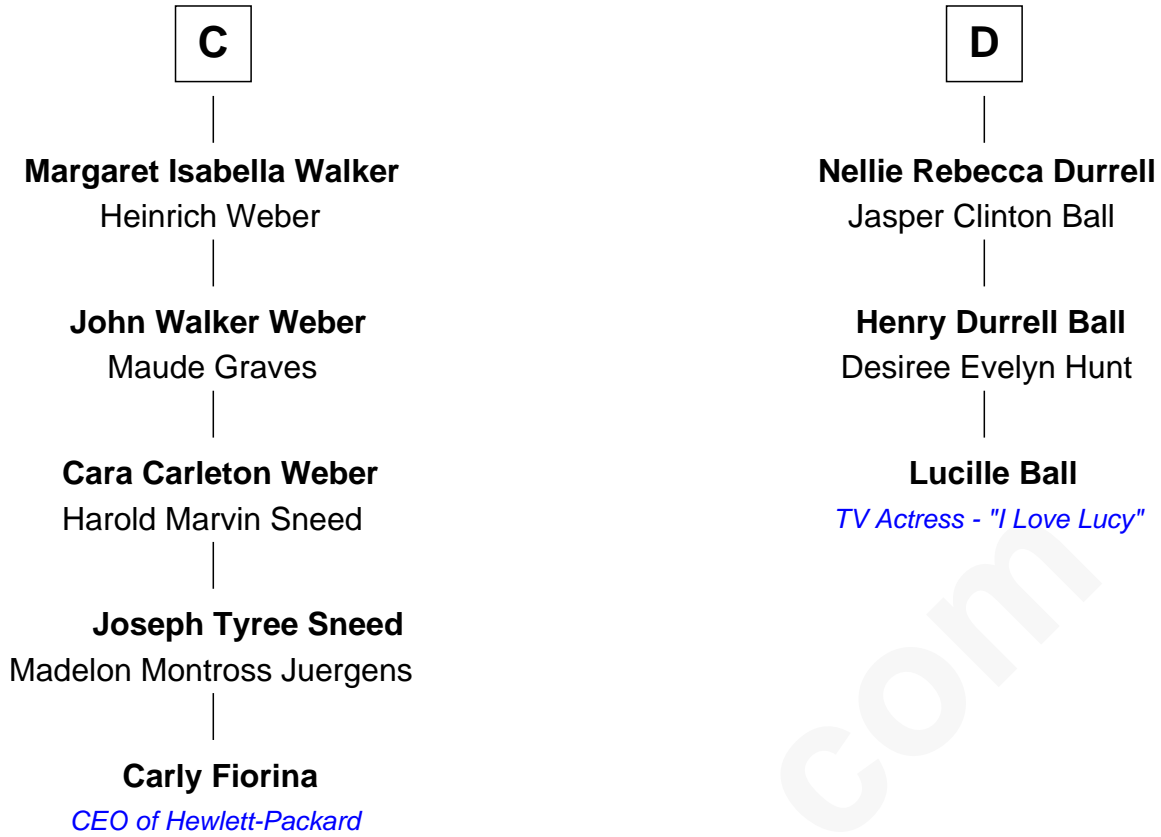 C
Margaret Isabella Walker
Heinrich Weber
John Walker Weber
Maude Graves
Cara Carleton Weber
Harold Marvin Sneed
Joseph Tyree Sneed
Madelon Montross Juergens
Carly Fiorina
CEO of Hewlett-Packard
D
Nellie Rebecca Durrell
Jasper Clinton Ball
Henry Durrell Ball
Desiree Evelyn Hunt
Lucille Ball
TV Actress - "I Love Lucy"
com